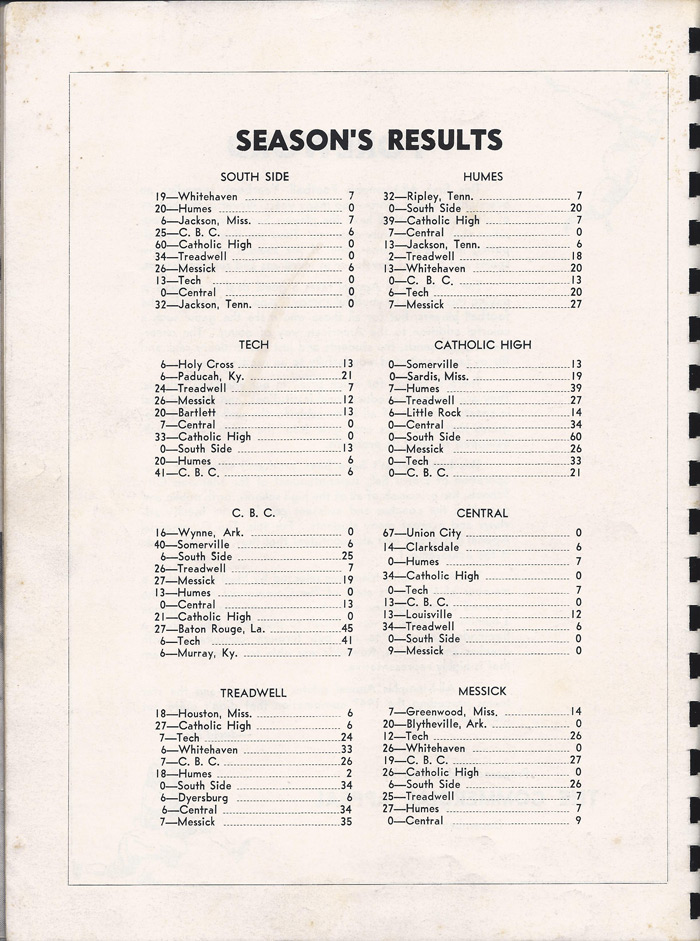 SEASON'S RESULTS
SOUTH SIDE
19—Whitehaven 7
20—Humes 0
6—Jackson, Miss. 7
25—C. B. C. 6
60—Catholic High 0
34—Treadwell 0
26—Messick 6
13—Tech 0
0—Central 0
32—Jackson, Tenn. 0
HUMES
32—Ripley, Tenn. 7
0—South Side 20
39—Catholic High 7
7—Central 0
13—Jackson, Tenn. 6
2—Treadwell 18
13—Whitehaven 20
0—C. B. C. 13
6—Tech 20
7—Messick 27
TECH
6—Holy Cross 13
6—Paducah, Ky. 21
24—Treadwell 7
26—Messick 12
20—Bartlett 13
7—Central 0
33—Catholic High 0
0—South Side 13
20—Humes 6
41—C. B. C. 6
CATHOLIC HIGH
0—Somerville 13
0—Sardis, Miss. 19
7—Humes 39
6—Treadwell 27
6—Little Rock 14
0—Central 34
0—South Side 60
0—Messick 26
0—Tech 33
0—C. B. C. 21
C. B. C.
16—Wynne, Ark. 0
40—Somerville 6
6—South Side 25
26—Treadwell 7
27—Messick 19
13—Humes 0
0—Central 13
21—Catholic High 0
27—Baton Rouge, La. 45
6—Tech 41
6—Murray, Ky. 7
CENTRAL
67—Union City 0
14—Clarksdale 6
0—Humes 7
34—Catholic High 0
0—Tech 7
13—C. B. C. 0
13—Louisville 12
34—Treadwell 6
0—South Side 0
9—Messick 0
TREADWELL
18—Houston, Miss. 6
27—Catholic High 6
7—Tech 24
6—Whitehaven 33
7—C. B. C. 26
18—Humes 2
0—South Side 34
6—Dyersburg 6
6—Central 34
7—Messick 35
MESSICK
7—Greenwood, Miss. 14
20—Blytheville, Ark. 0
12—Tech 26
26—Whitehaven 0
19—C. B. C. 27
26—Catholic High 0
6—South Side 26
25—Treadwell 7
27—Humes 7
0—Central 9